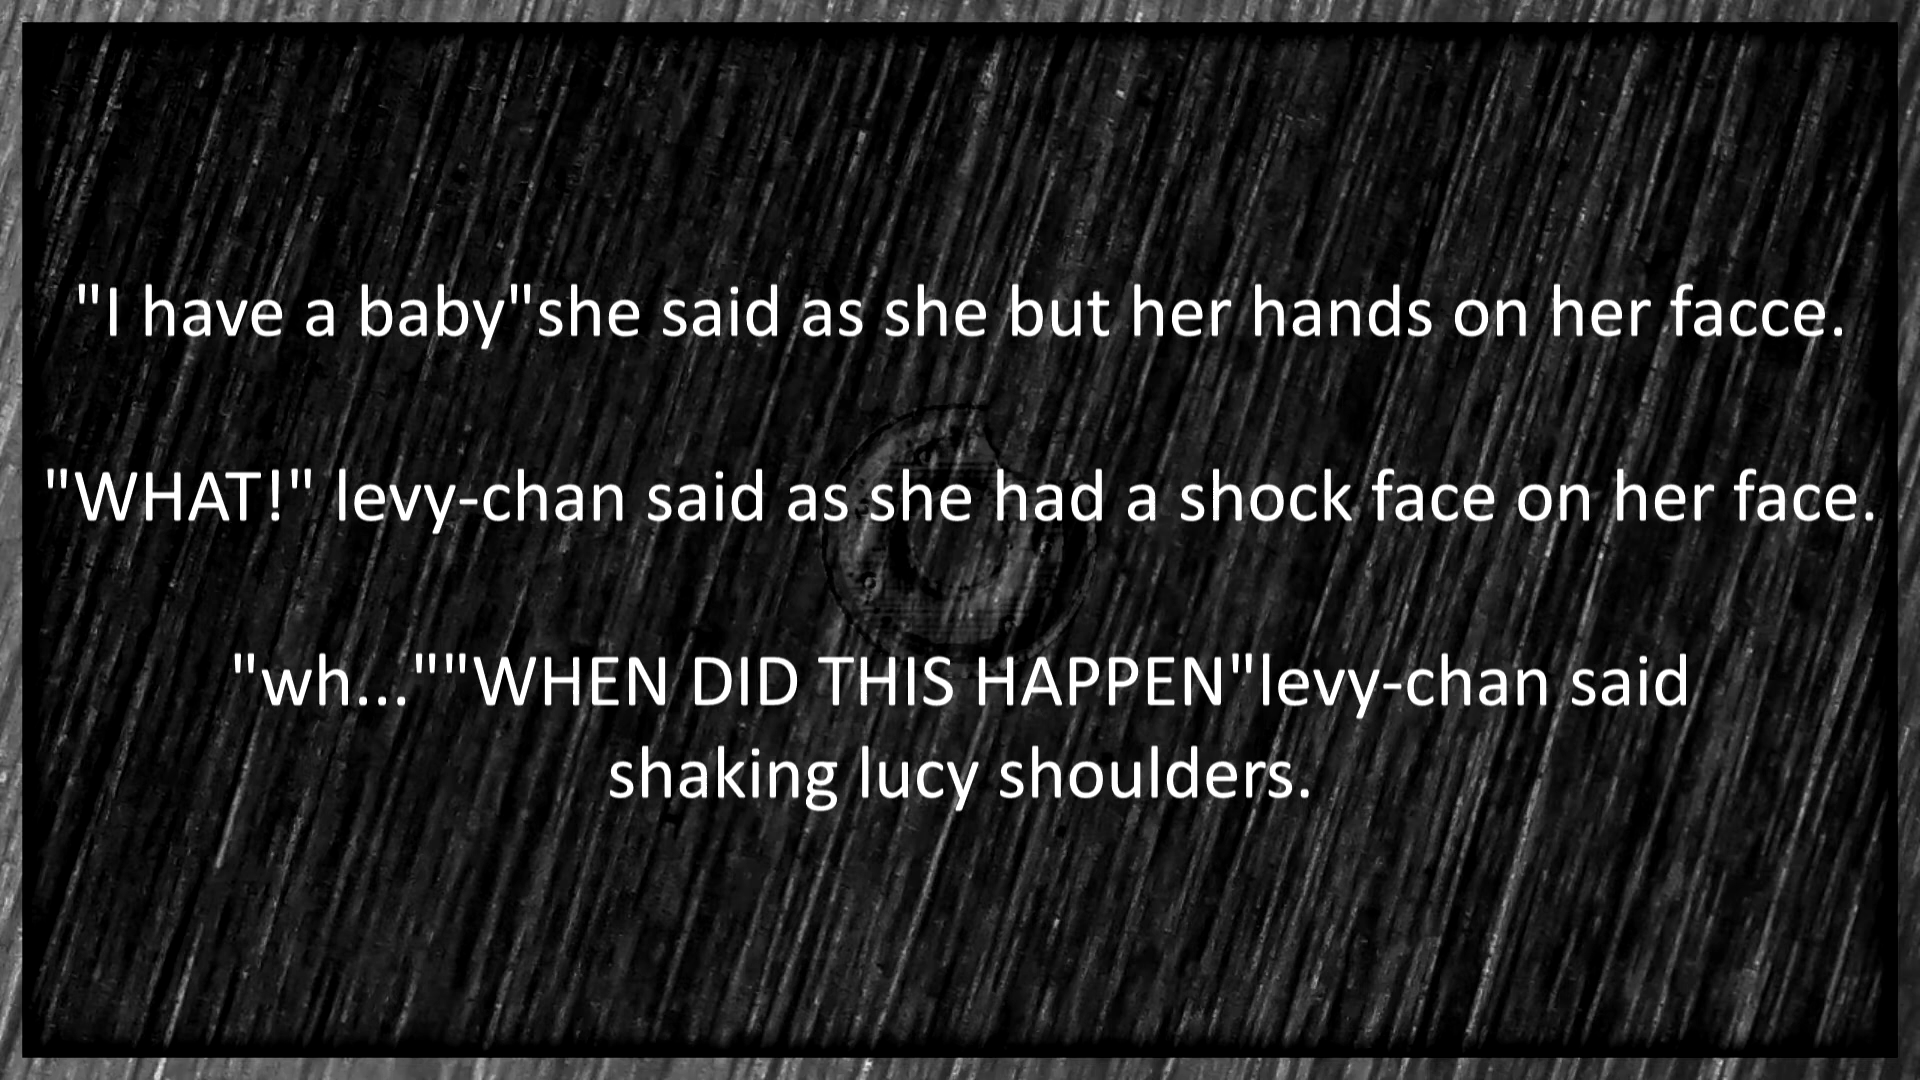 "I have a baby"she said as she but her hands on her facce.
"WHAT!" levy-chan said as she had a shock face on her face.
"wh...""WHEN DID THIS HAPPEN"levy-chan said
shaking lucy shoulders.